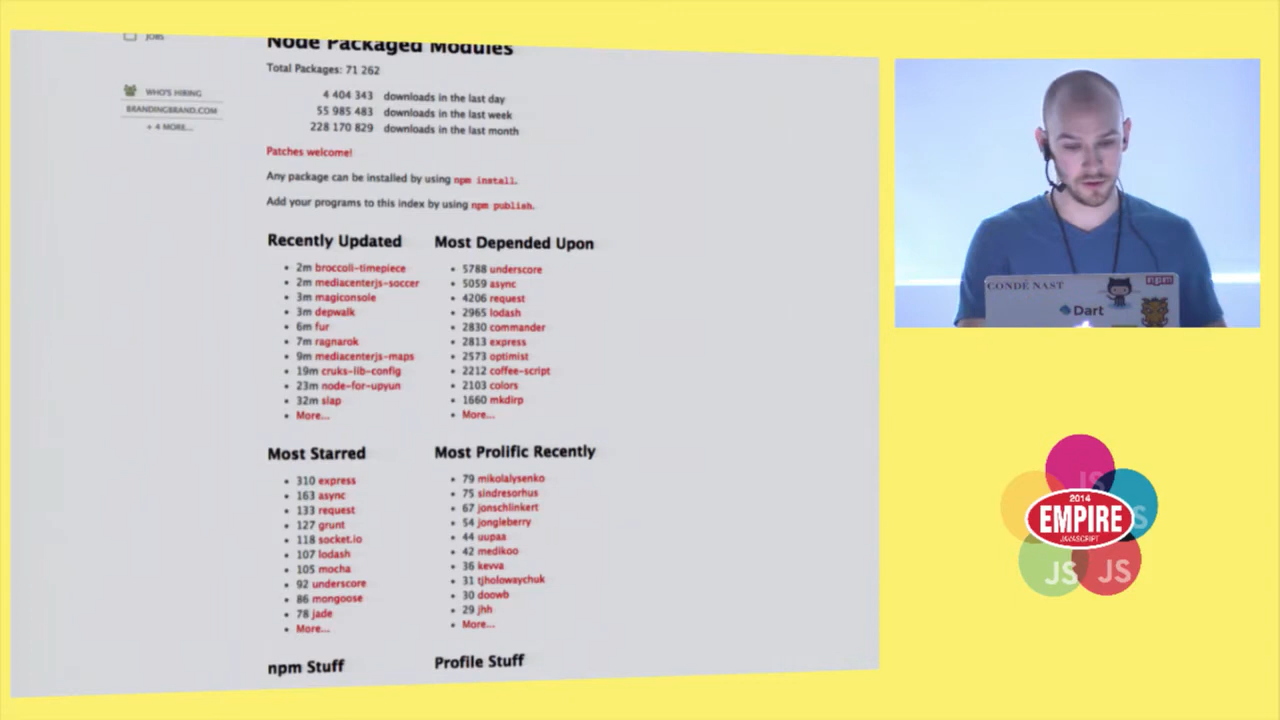 JOBS
WHO'S HIRING
BRANDINGBRAND.COM
+ 4 MORE...
Node Packaged Modules
Total Packages: 71 262
4 404 343 downloads in the last day
55 985 483 downloads in the last week
228 170 829 downloads in the last month
Patches welcome!
Any package can be installed by using npm install.
Add your programs to this index by using npm publish.
Recently Updated
2m broccoli-timepiece
2m mediacenterjs-soccer
3m magiconsole
3m depwalk
6m fur
7m ragnarok
9m mediacenterjs-maps
19m cruks-lib-config
23m node-for-upyun
32m slap
More...
Most Depended Upon
5788 underscore
5059 async
4206 request
2965 lodash
2830 commander
2813 express
2573 optimist
2212 coffee-script
2103 colors
1660 mkdirp
More...
Most Starred
310 express
163 async
133 request
127 grunt
118 socket.io
107 lodash
105 mocha
92 underscore
86 mongoose
78 jade
More...
Most Prolific Recently
79 mikolalysenko
75 sindresorhus
67 jonschlinkert
54 jongleberry
44 uupaa
42 medikoo
36 kevva
31 tjholowaychuk
30 doowb
29 jhh
More...
npm Stuff
Profile Stuff
CONDÉ NAST
npm
Dart
JS
2014
EMPIRE
JAVASCRIPT
JS
JS
JS